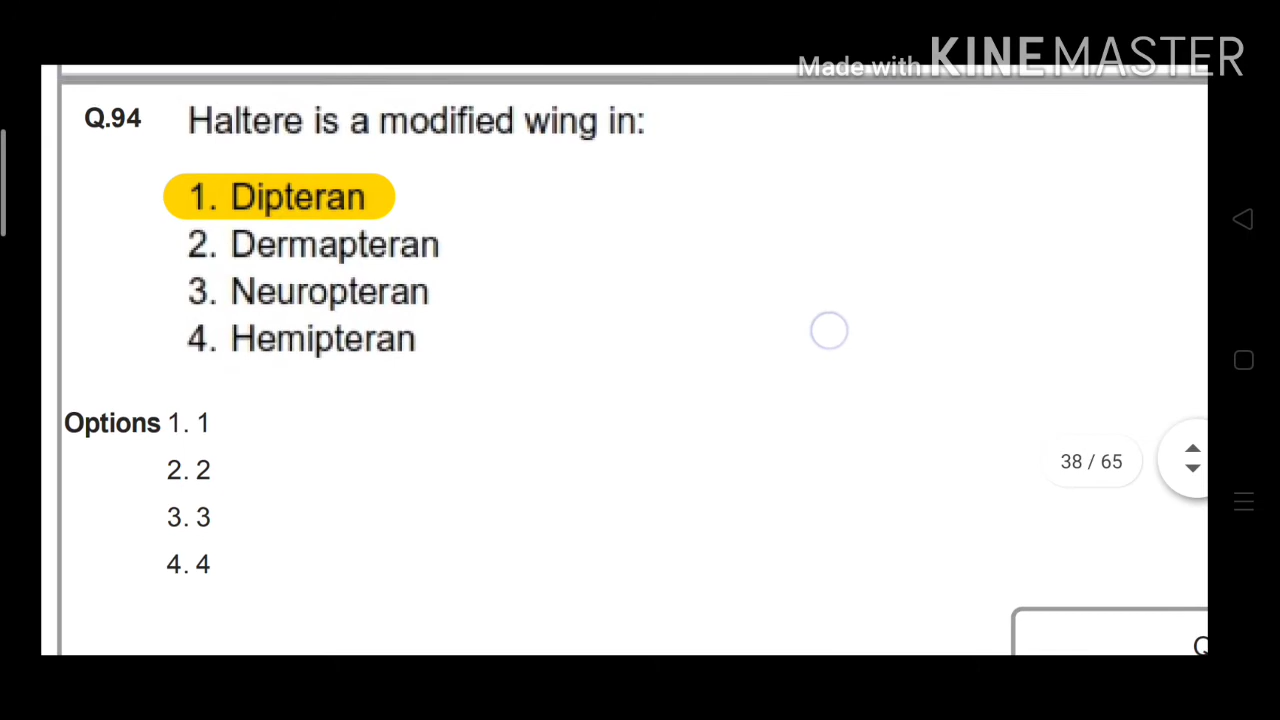 Made with KINEMASTER
Q.94 Haltere is a modified wing in:
1. Dipteran
2. Dermapteran
3. Neuropteran
4. Hemipteran
Options 1. 1
2. 2
38 / 65
3. 3
4. 4